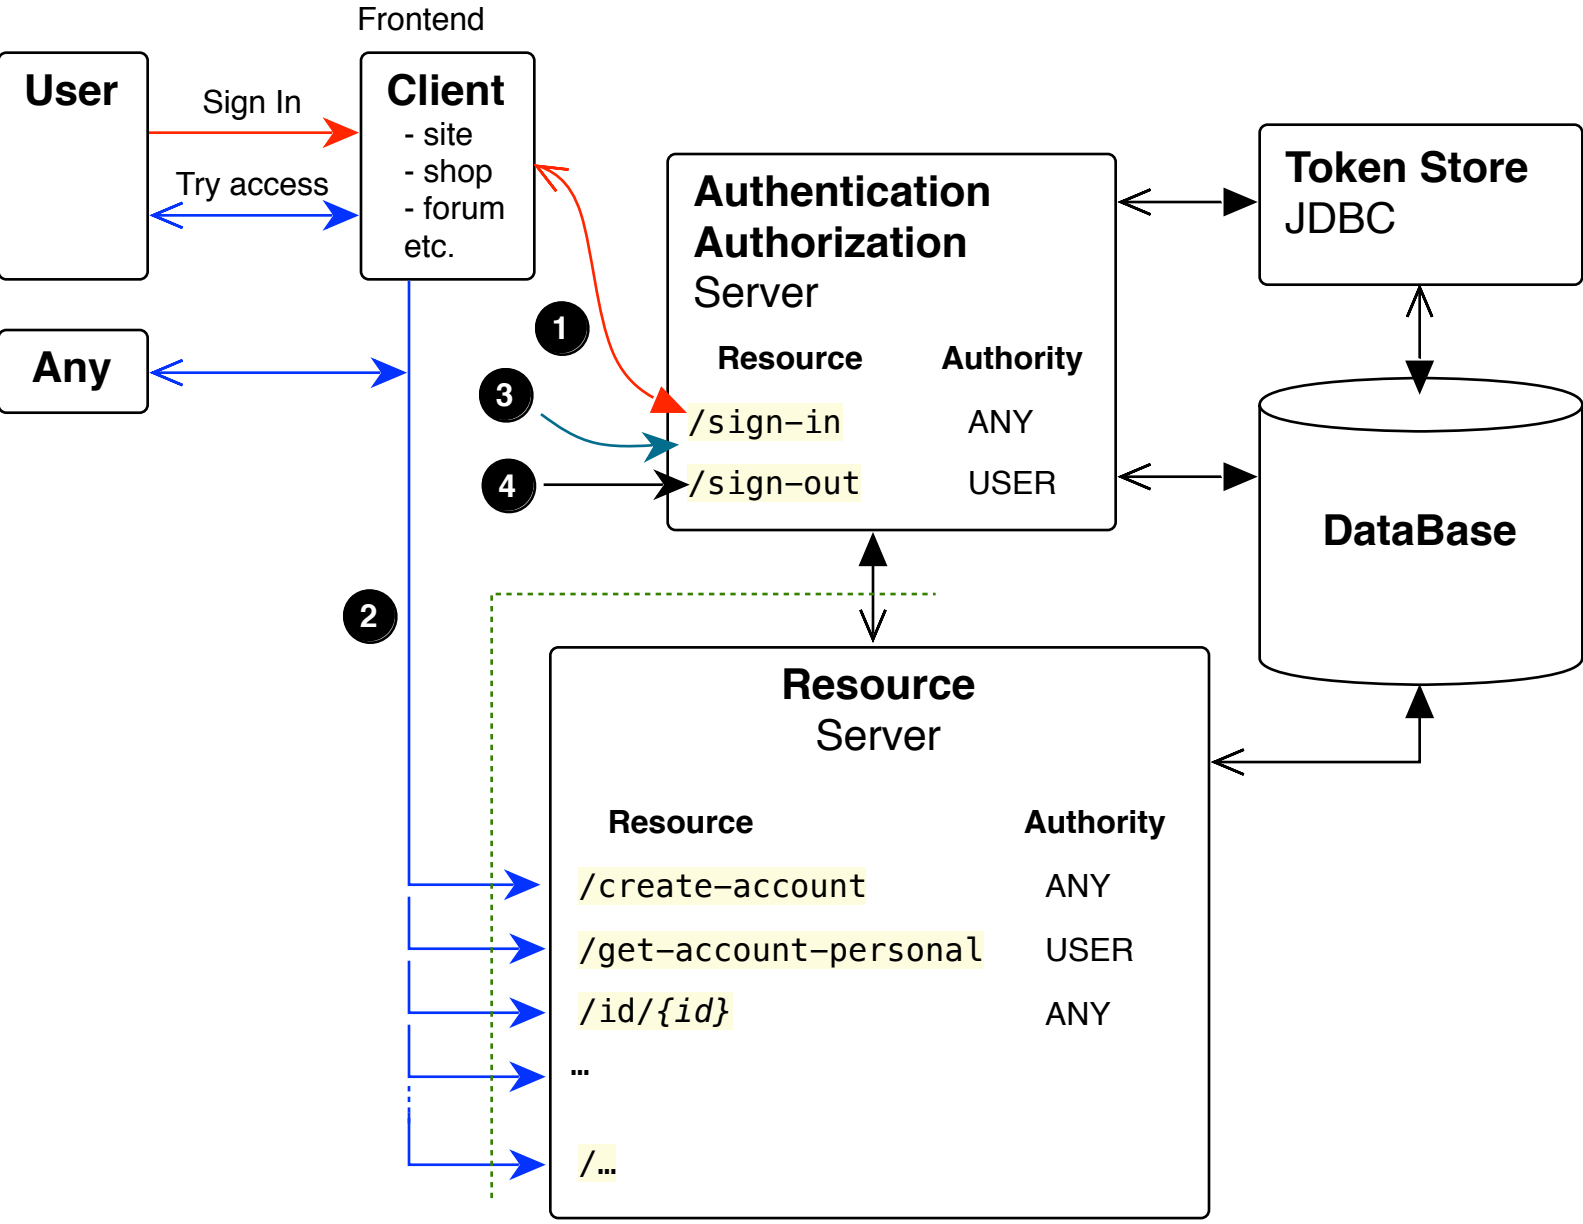 Frontend
User
Sign In
Try access
Client
- site
- shop
- forum
etc.
Any
1
3
4
2
Authentication
Authorization
Server
Resource Authority
/sign-in ANY
/sign-out USER
Token Store
JDBC
DataBase
Resource
Server
Resource Authority
/create-account ANY
/get-account-personal USER
/id/{id} ANY
…
/…